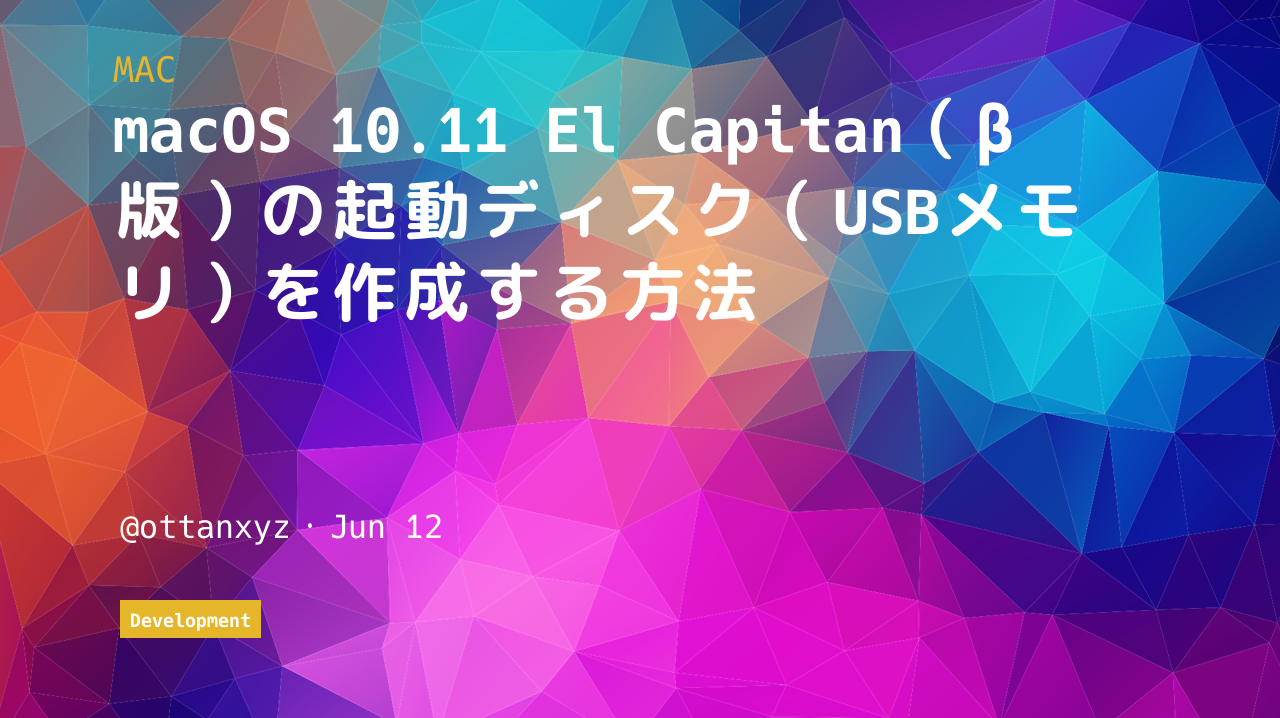 MAC
macOS 10.11 El Capitan（β
版）の起動ディスク（USBメモ
リ）を作成する方法
@ottanxyz · Jun 12
Development